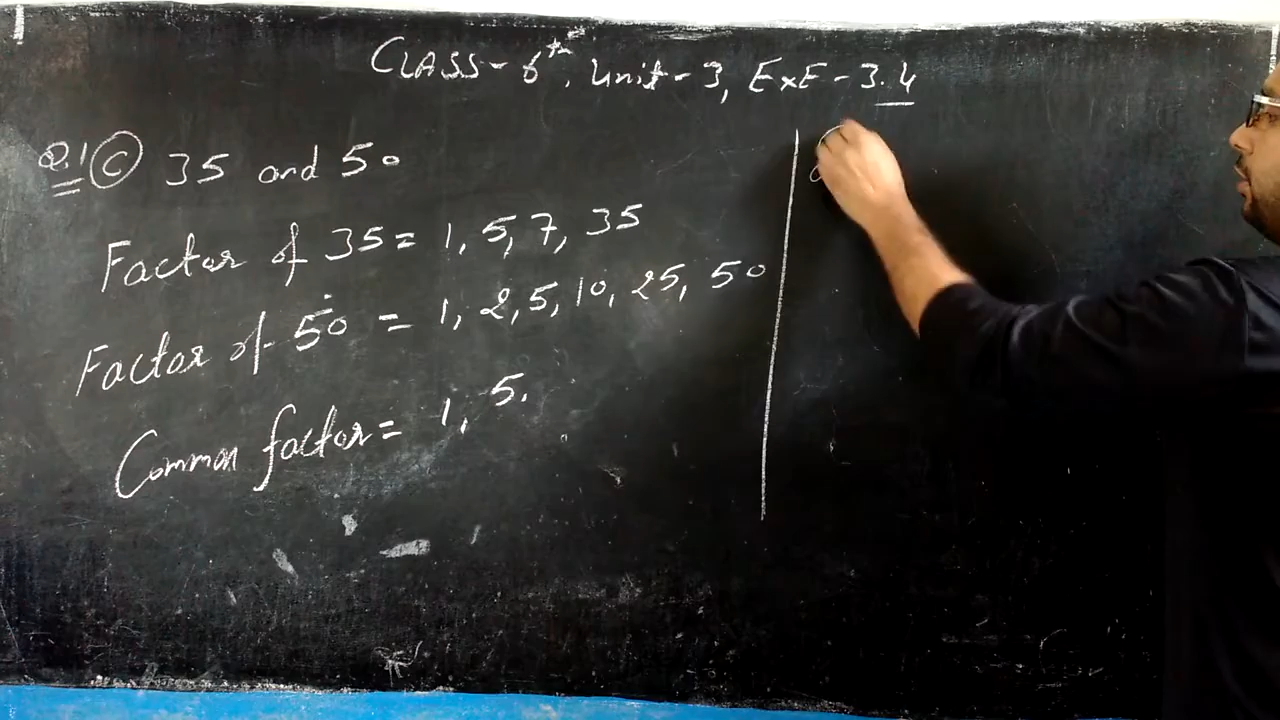 CLASS-6th, Unit-3, EXE-3.4
Q.1 (C) 35 and 50
Factor of 35 = 1, 5, 7, 35
Factor of 50 = 1, 2, 5, 10, 25, 50
Common factor = 1, 5.